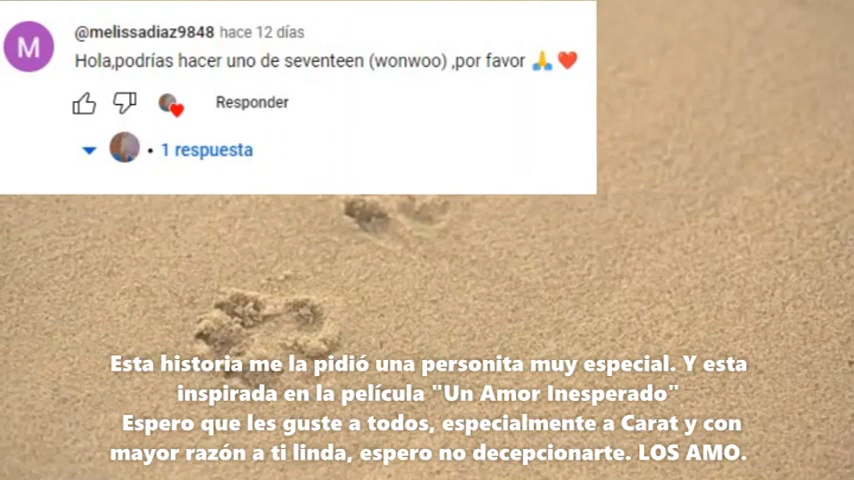 M
@melissadiaz9848 hace 12 días
Hola,podrías hacer uno de seventeen (wonwoo) ,por favor 🙏 ❤️
Responder
• 1 respuesta
Esta historia me la pidió una personita muy especial. Y esta
inspirada en la película "Un Amor Inesperado"
Espero que les guste a todos, especialmente a Carat y con
mayor razón a ti linda, espero no decepcionarte. LOS AMO.